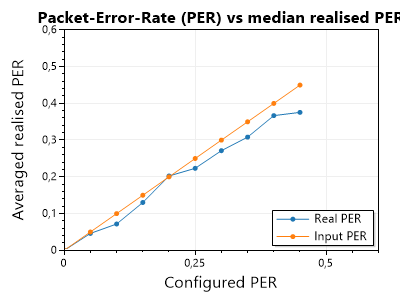 Packet-Error-Rate (PER) vs median realised PER
0,6
0,5
0,4
0,3
0,2
0,1
0
Averaged realised PER
0
0,25
0,5
Configured PER
Real PER
Input PER